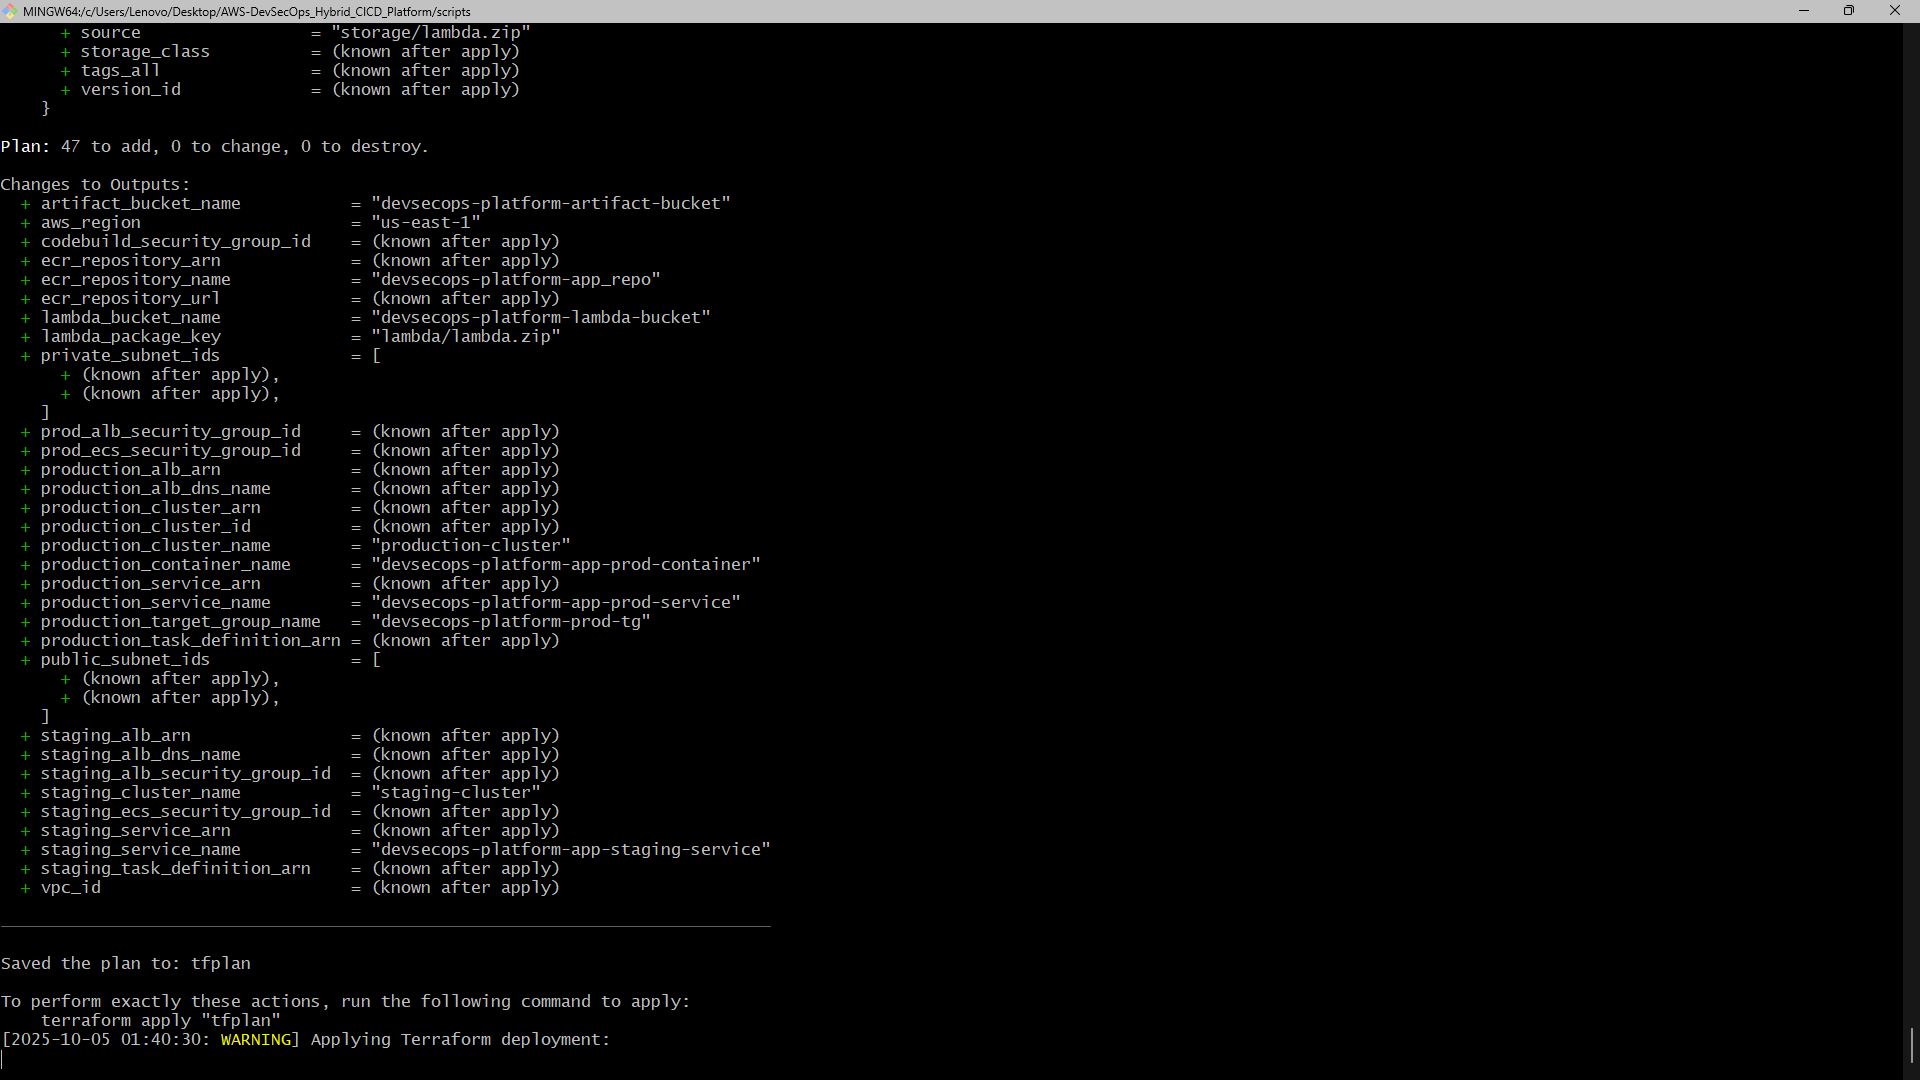 MINGW64:/c/Users/Lenovo/Desktop/AWS-DevSecOps_Hybrid_CICD_Platform/scripts
      + source                 = "storage/lambda.zip"
      + storage_class          = (known after apply)
      + tags_all               = (known after apply)
      + version_id             = (known after apply)
    }

Plan: 47 to add, 0 to change, 0 to destroy.

Changes to Outputs:
  + artifact_bucket_name           = "devsecops-platform-artifact-bucket"
  + aws_region                     = "us-east-1"
  + codebuild_security_group_id    = (known after apply)
  + ecr_repository_arn             = (known after apply)
  + ecr_repository_name            = "devsecops-platform-app_repo"
  + ecr_repository_url             = (known after apply)
  + lambda_bucket_name             = "devsecops-platform-lambda-bucket"
  + lambda_package_key             = "lambda/lambda.zip"
  + private_subnet_ids             = [
      + (known after apply),
      + (known after apply),
    ]
  + prod_alb_security_group_id     = (known after apply)
  + prod_ecs_security_group_id     = (known after apply)
  + production_alb_arn             = (known after apply)
  + production_alb_dns_name        = (known after apply)
  + production_cluster_arn         = (known after apply)
  + production_cluster_id          = (known after apply)
  + production_cluster_name        = "production-cluster"
  + production_container_name      = "devsecops-platform-app-prod-container"
  + production_service_arn         = (known after apply)
  + production_service_name        = "devsecops-platform-app-prod-service"
  + production_target_group_name   = "devsecops-platform-prod-tg"
  + production_task_definition_arn = (known after apply)
  + public_subnet_ids              = [
      + (known after apply),
      + (known after apply),
    ]
  + staging_alb_arn                = (known after apply)
  + staging_alb_dns_name           = (known after apply)
  + staging_alb_security_group_id  = (known after apply)
  + staging_cluster_name           = "staging-cluster"
  + staging_ecs_security_group_id  = (known after apply)
  + staging_service_arn            = (known after apply)
  + staging_service_name           = "devsecops-platform-app-staging-service"
  + staging_task_definition_arn    = (known after apply)
  + vpc_id                         = (known after apply)

Saved the plan to: tfplan

To perform exactly these actions, run the following command to apply:
    terraform apply "tfplan"
[2025-10-05 01:40:30: WARNING] Applying Terraform deployment: